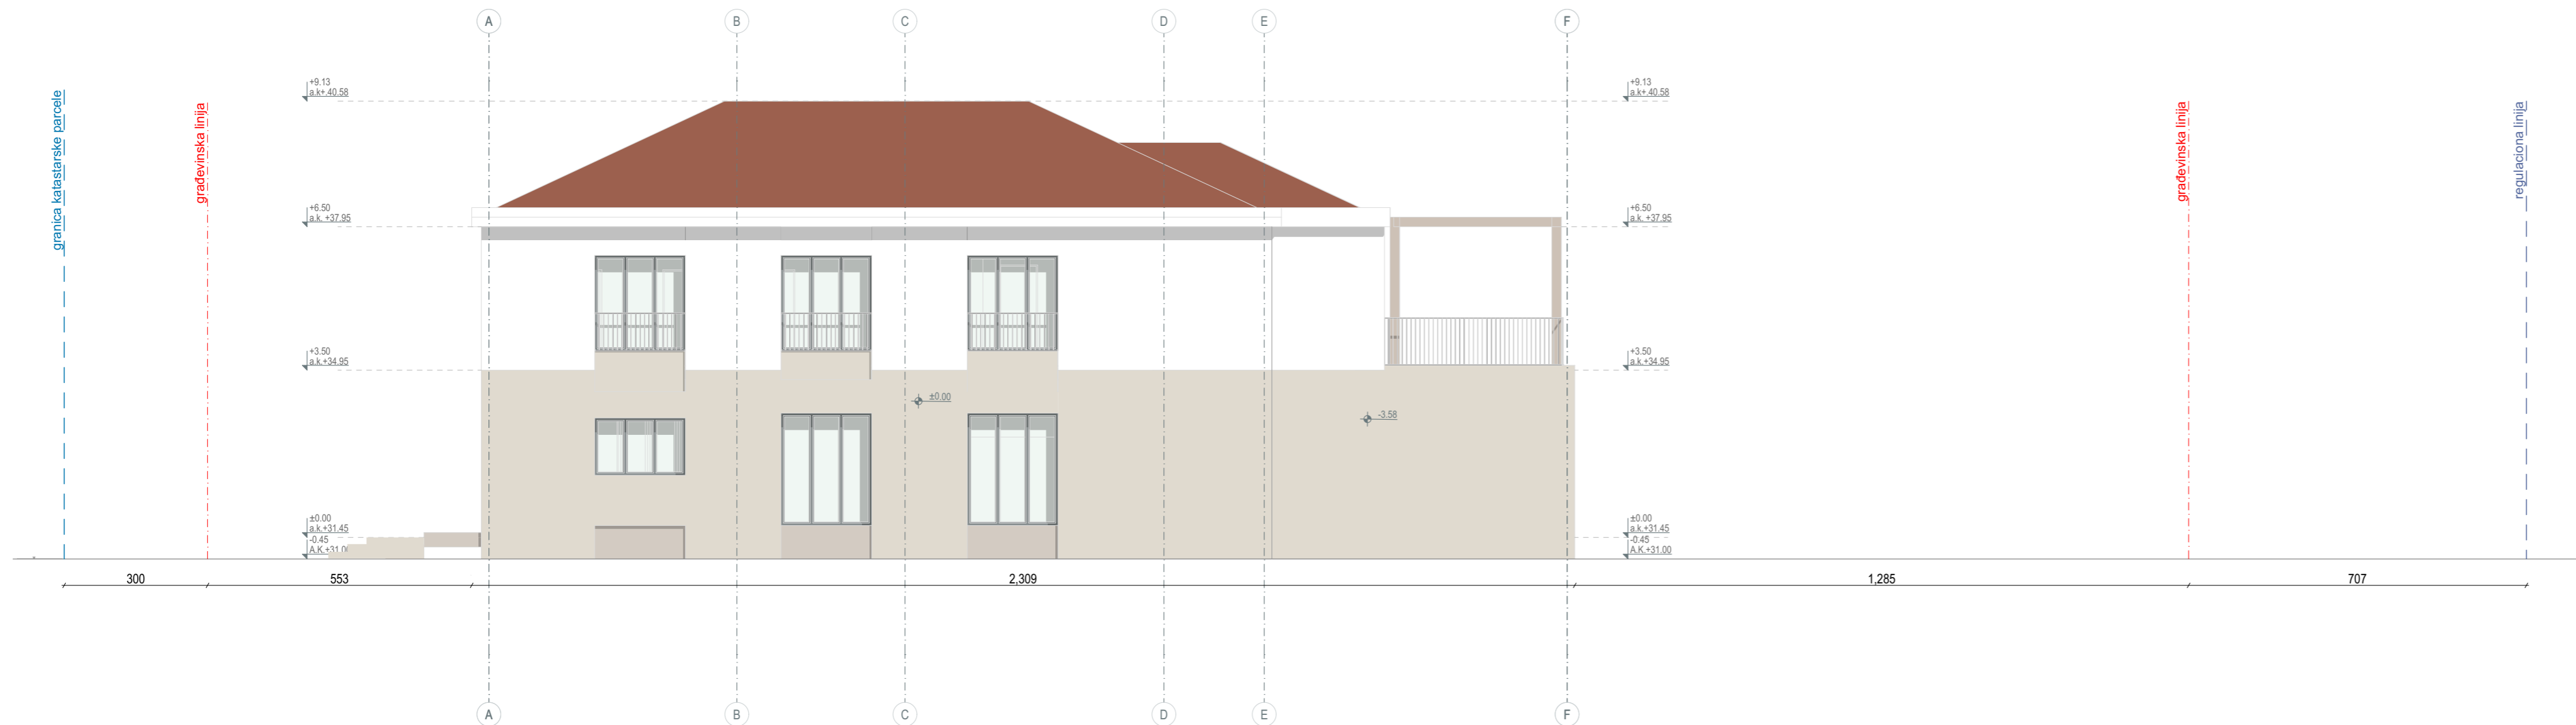 A B C D E F
+9.13
a.k+.40.58
+9.13
a.k+.40.58
granica katastarske parcele
građevinska linija
građevinska linija
regulaciona linija
+6.50
a.k. +37.95
+6.50
a.k. +37.95
+3.50
a.k.+34.95
+3.50
a.k.+34.95
±0.00
-3.58
±0.00
a.k.+31.45
-0.45
A.K.+31.00
±0.00
a.k.+31.45
-0.45
A.K.+31.00
300 553 2,309 1,285 707
A B C D E F